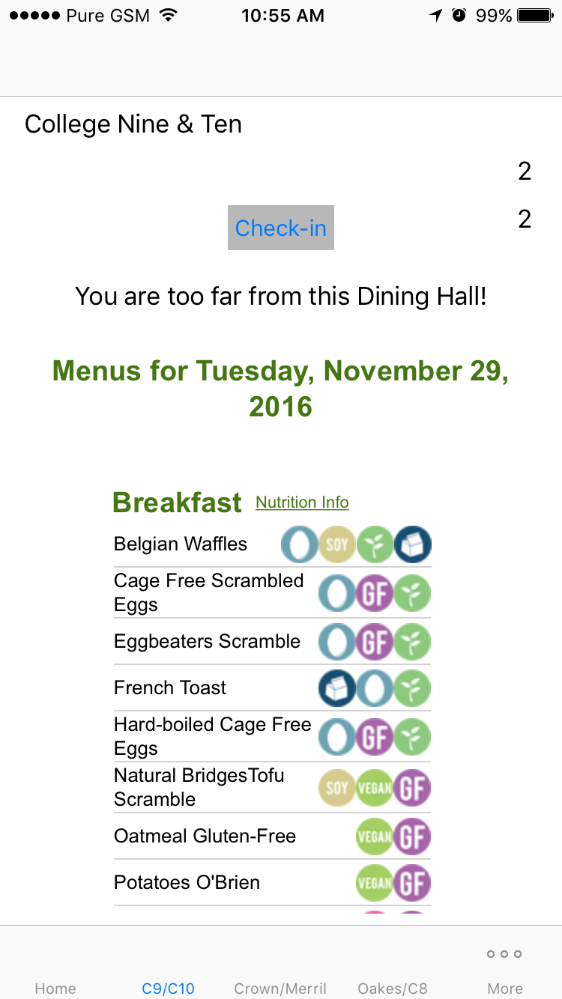 Pure GSM 10:55 AM 99%
College Nine & Ten
2
Check-in
2
You are too far from this Dining Hall!
Menus for Tuesday, November 29,
2016
Breakfast Nutrition Info
Belgian Waffles SOY
Cage Free Scrambled
Eggs GF
Eggbeaters Scramble GF
French Toast
Hard-boiled Cage Free
Eggs GF
Natural BridgesTofu
Scramble SOY VEGAN GF
Oatmeal Gluten-Free VEGAN GF
Potatoes O'Brien VEGAN GF
Home C9/C10 Crown/Merril Oakes/C8 More